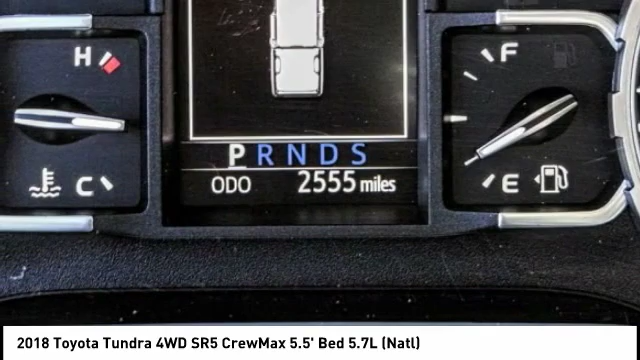 H F
P R N D S
C ODO 2555 miles E
2018 Toyota Tundra 4WD SR5 CrewMax 5.5' Bed 5.7L (Natl)